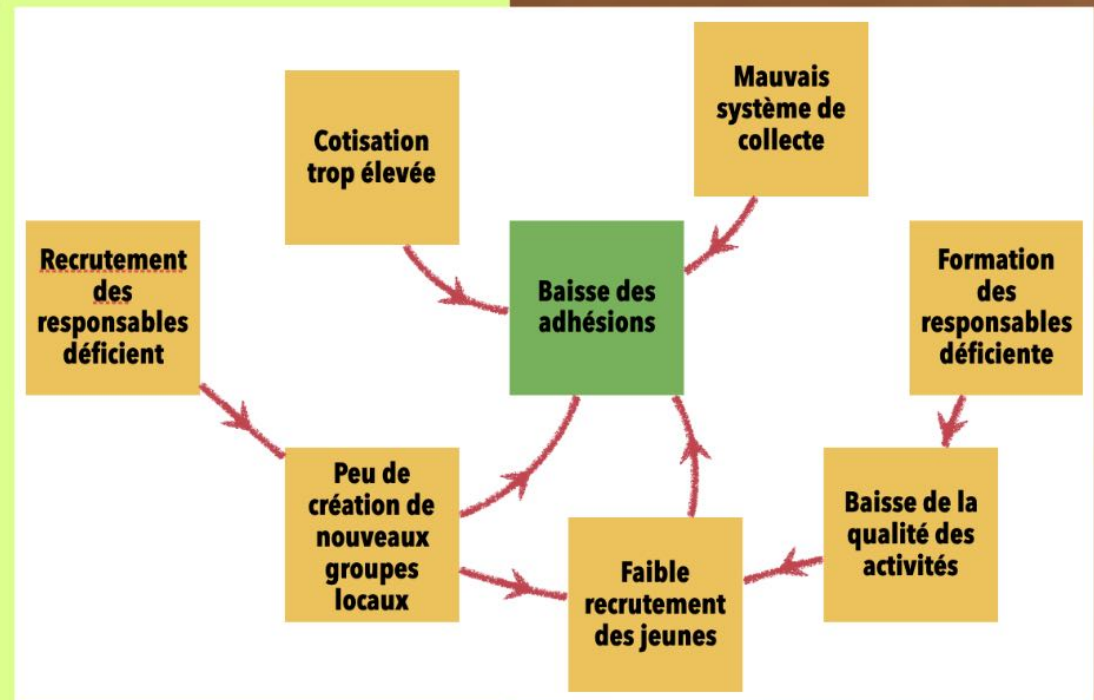 Mauvais
système de
collecte
Cotisation
trop élevée
Recrutement
des
responsables
déficient
Baisse des
adhésions
Formation
des
responsables
déficiente
Peu de
création de
nouveaux
groupes
locaux
Faible
recrutement
des jeunes
Baisse de la
qualité des
activités